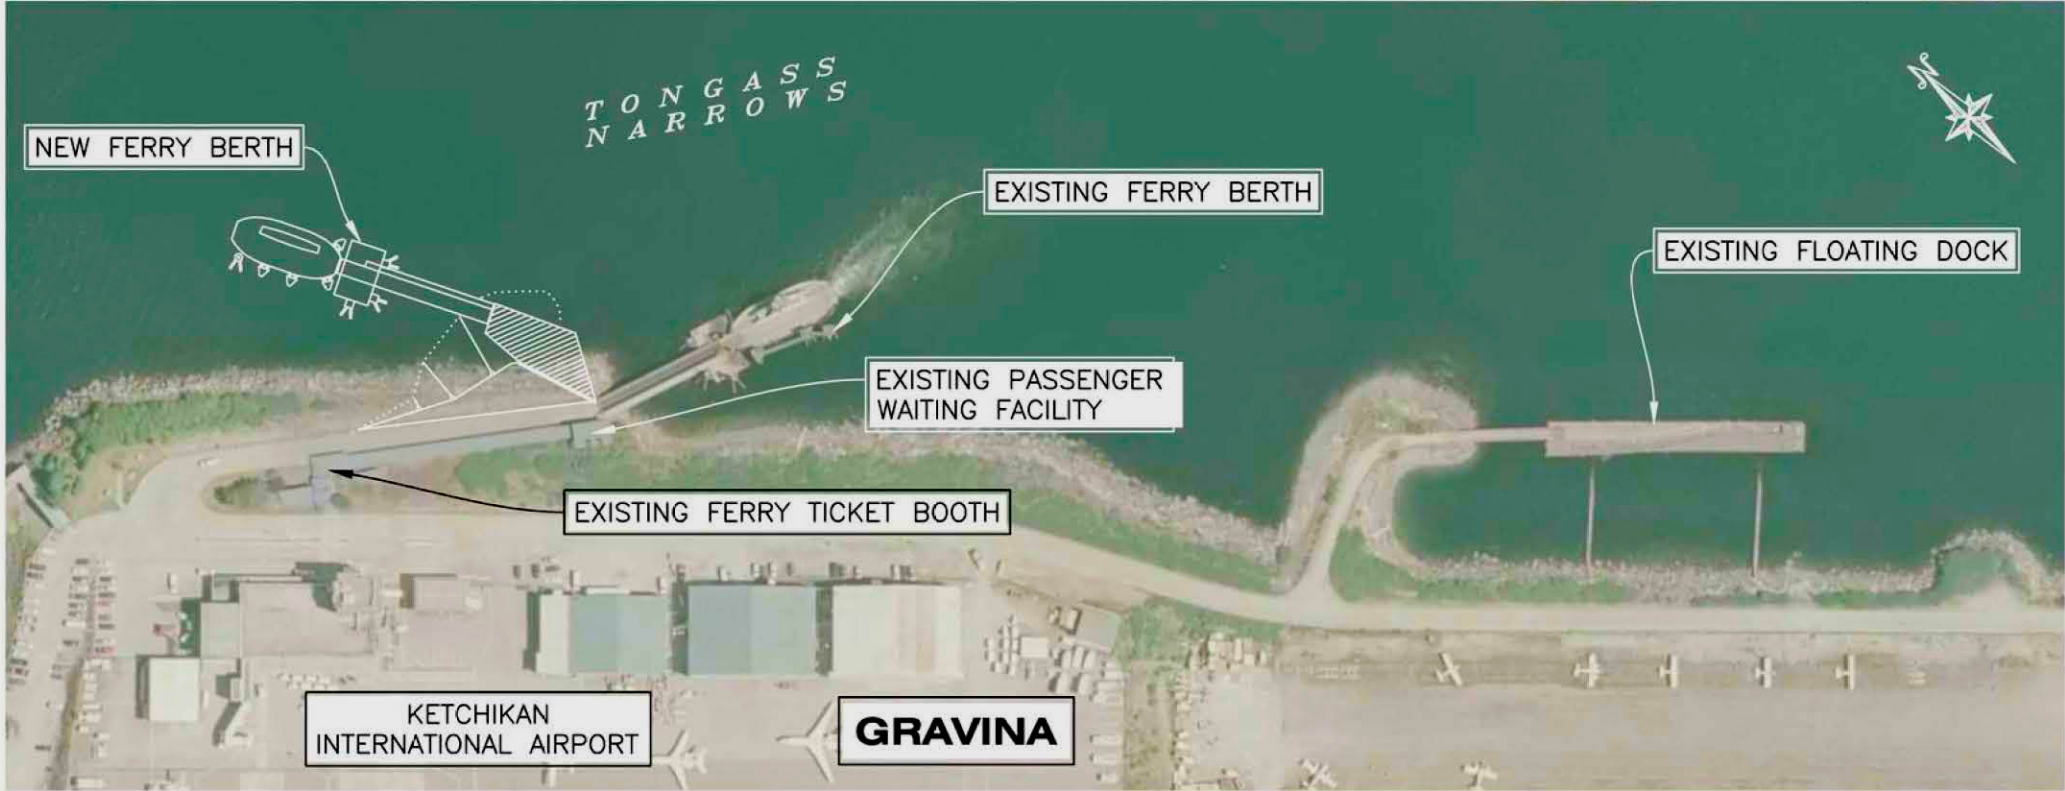 TONGASS
NARROWS
N
NEW FERRY BERTH
EXISTING FERRY BERTH
EXISTING FLOATING DOCK
EXISTING PASSENGER
WAITING FACILITY
EXISTING FERRY TICKET BOOTH
KETCHIKAN
INTERNATIONAL AIRPORT
GRAVINA